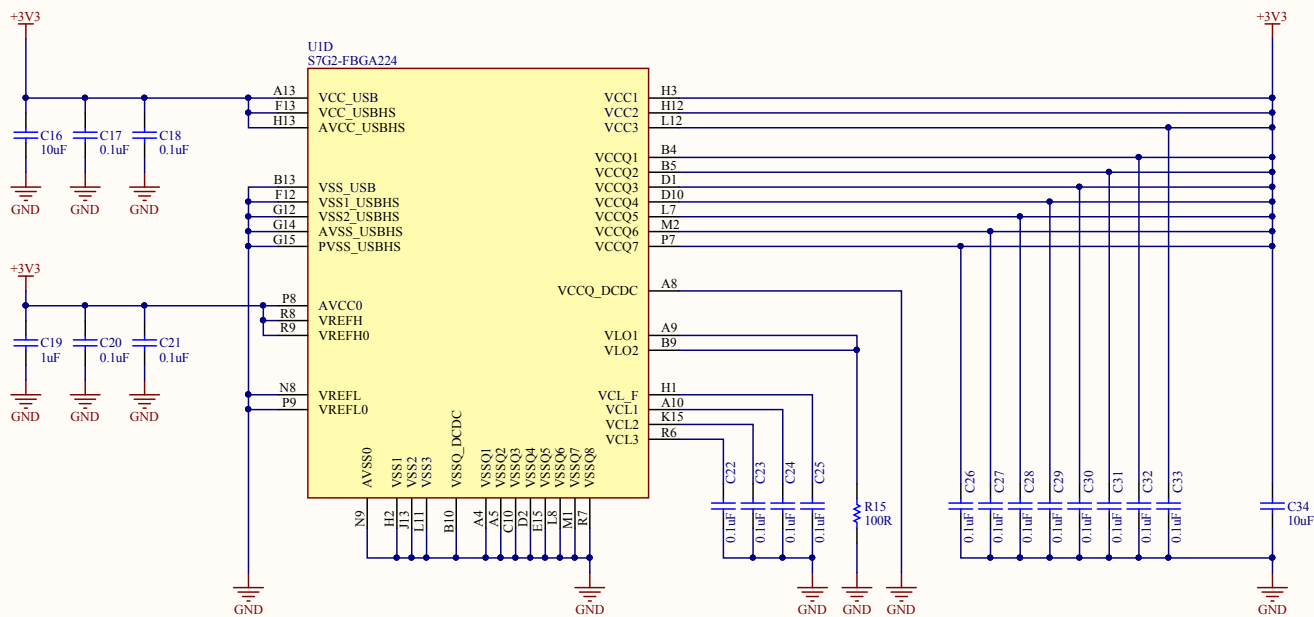 +3V3
+3V3
U1D
S7G2-FBGA224
A13 VCC_USB
F13 VCC_USBHS
H13 AVCC_USBHS
C16 10uF
C17 0.1uF
C18 0.1uF
GND GND GND
B13 VSS_USB
F12 VSS1_USBHS
G12 VSS2_USBHS
G14 AVSS_USBHS
G15 PVSS_USBHS
+3V3
P8 AVCC0
R8 VREFH
R9 VREFH0
C19 1uF
C20 0.1uF
C21 0.1uF
GND GND GND
N8 VREFL
P9 VREFL0
VCC1 H3
VCC2 H12
VCC3 L12
VCCQ1 B4
VCCQ2 B5
VCCQ3 D1
VCCQ4 D10
VCCQ5 L7
VCCQ6 M2
VCCQ7 P7
VCCQ_DCDC A8
VLO1 A9
VLO2 B9
VCL_F H1
VCL1 A10
VCL2 K15
VCL3 R6
AVSS0 N9
VSS1 H2
VSS2 J13
VSS3 L11
VSSQ_DCDC B10
VSSQ1 A4
VSSQ2 A5
VSSQ3 C10
VSSQ4 D2
VSSQ5 E15
VSSQ6 L8
VSSQ7 M1
VSSQ8 R7
C22 0.1uF
C23 0.1uF
C24 0.1uF
C25 0.1uF
R15 100R
C26 0.1uF
C27 0.1uF
C28 0.1uF
C29 0.1uF
C30 0.1uF
C31 0.1uF
C32 0.1uF
C33 0.1uF
C34 10uF
GND GND GND GND GND GND